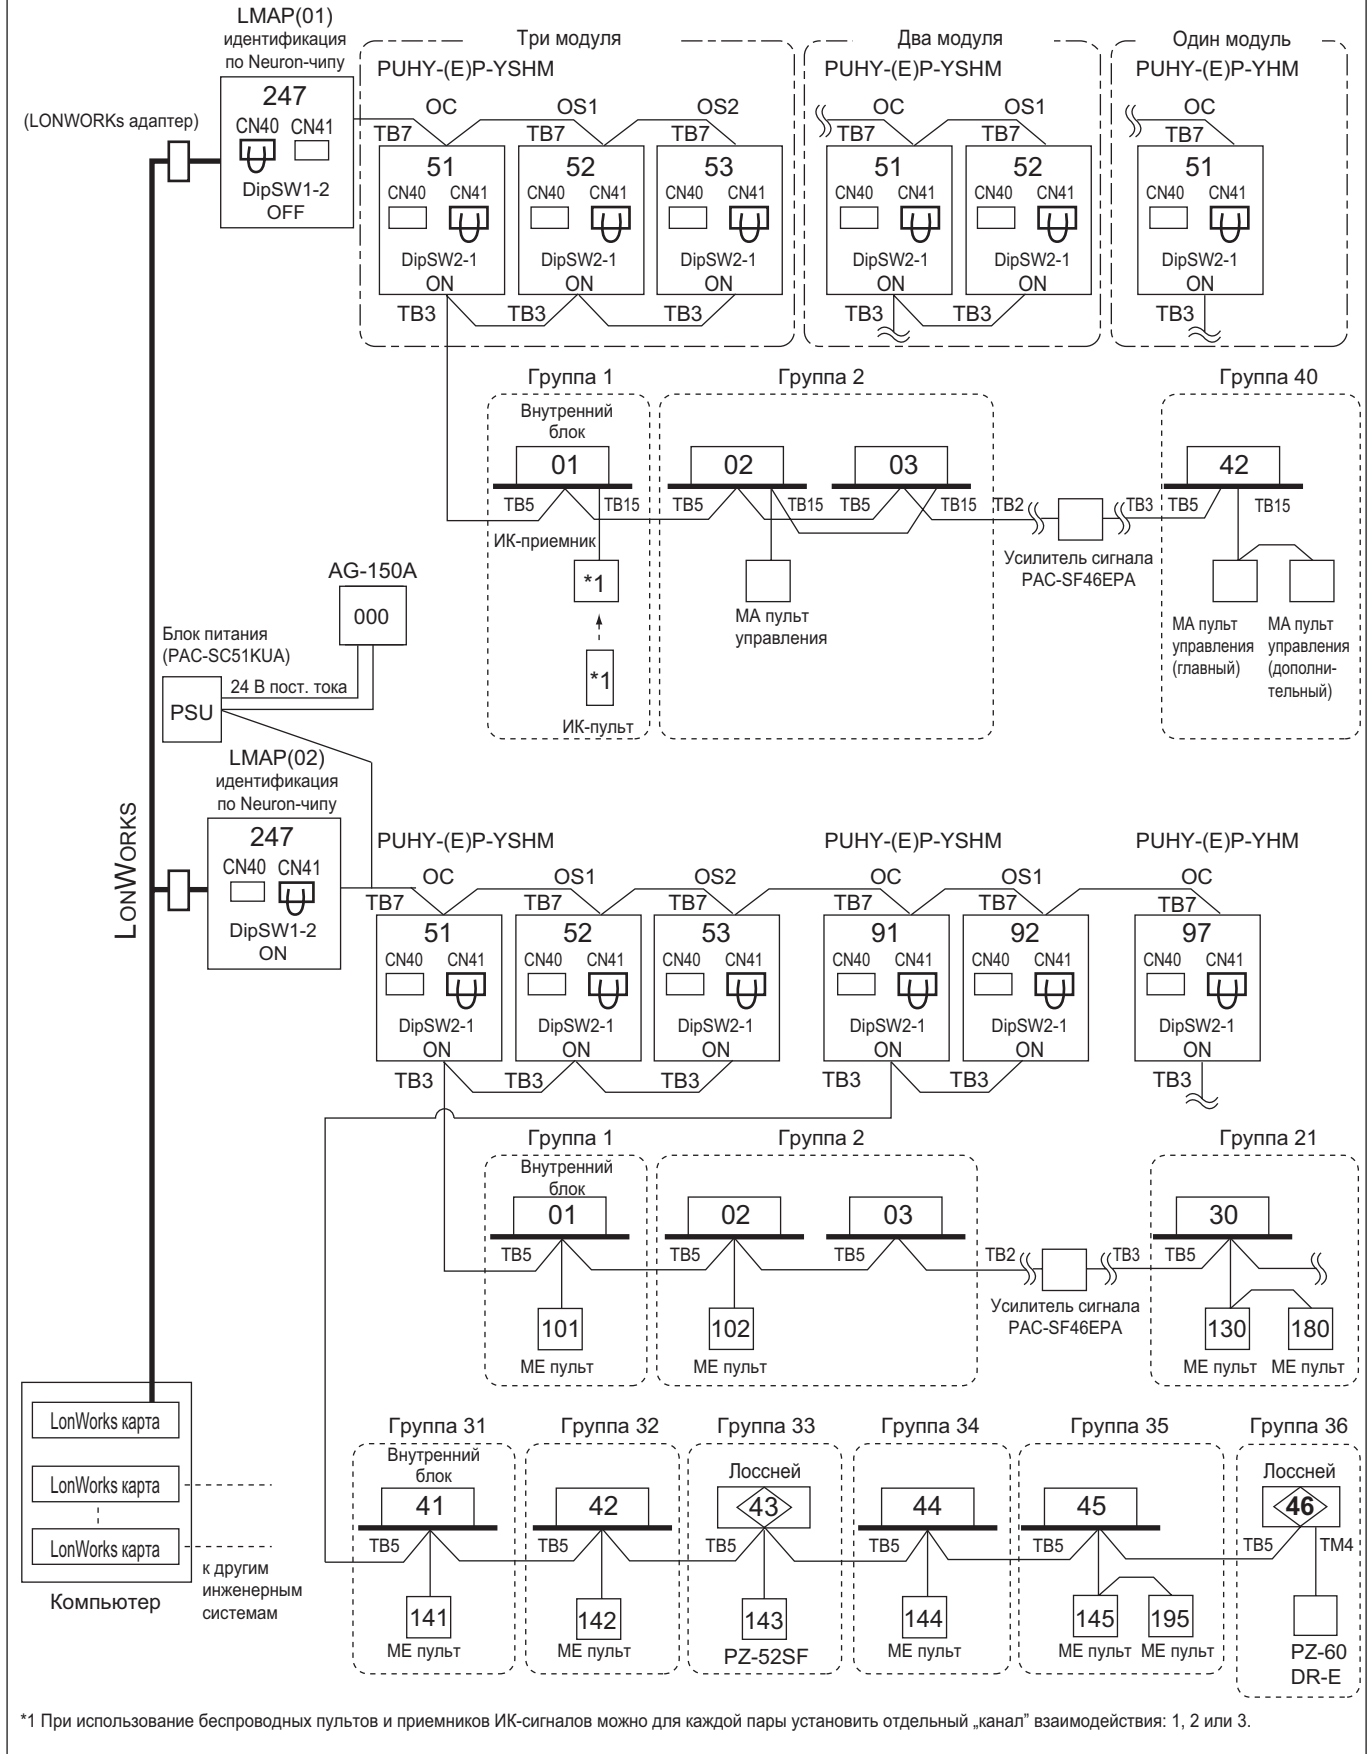 LMAP(01)
идентификация
по Neuron-чипу
247
CN40 CN41
DipSW1-2
OFF
(LONWORKs адаптер)
Три модуля
PUHY-(E)P-YSHM
OC OS1 OS2
TB7 TB7 TB7
51 52 53
CN40 CN41 CN40 CN41 CN40 CN41
DipSW2-1 DipSW2-1 DipSW2-1
ON ON ON
TB3 TB3 TB3
Два модуля
PUHY-(E)P-YSHM
OC OS1
TB7 TB7
51 52
CN40 CN41 CN40 CN41
DipSW2-1 DipSW2-1
ON ON
TB3 TB3
Один модуль
PUHY-(E)P-YHM
OC
TB7
51
CN40 CN41
DipSW2-1
ON
TB3
Группа 1
Внутренний
блок
01
TB5 TB15
ИК-приемник
*1
*1
ИК-пульт
Группа 2
02 03
TB5 TB15 TB5 TB15
MA пульт
управления
TB2 TB3
Усилитель сигнала
PAC-SF46EPA
Группа 40
42
TB5 TB15
MA пульт
управления
(главный)
MA пульт
управления
(дополни-
тельный)
AG-150A
000
Блок питания
(PAC-SC51KUA)
24 В пост. тока
PSU
LONWORKS
LMAP(02)
идентификация
по Neuron-чипу
247
CN40 CN41
DipSW1-2
ON
PUHY-(E)P-YSHM
OC OS1 OS2
TB7 TB7 TB7
51 52 53
CN40 CN41 CN40 CN41 CN40 CN41
DipSW2-1 DipSW2-1 DipSW2-1
ON ON ON
TB3 TB3 TB3
PUHY-(E)P-YSHM
OC OS1
TB7 TB7
91 92
CN40 CN41 CN40 CN41
DipSW2-1 DipSW2-1
ON ON
TB3 TB3
PUHY-(E)P-YHM
OC
TB7
97
CN40 CN41
DipSW2-1
ON
TB3
Группа 1
Внутренний
блок
01
TB5
101
ME пульт
Группа 2
02 03
TB5 TB5
102
ME пульт
TB2 TB3
Усилитель сигнала
PAC-SF46EPA
Группа 21
30
TB5
130 180
ME пульт ME пульт
LonWorks карта
LonWorks карта
LonWorks карта
Компьютер
к другим
инженерным
системам
Группа 31
Внутренний
блок
41
TB5
141
ME пульт
Группа 32
42
TB5
142
ME пульт
Группа 33
Лоссней
43
TB5
143
PZ-52SF
Группа 34
44
TB5
144
ME пульт
Группа 35
45
TB5
145 195
ME пульт ME пульт
Группа 36
Лоссней
46
TB5 TM4
PZ-60
DR-E
*1 При использование беспроводных пультов и приемников ИК-сигналов можно для каждой пары установить отдельный „канал” взаимодействия: 1, 2 или 3.